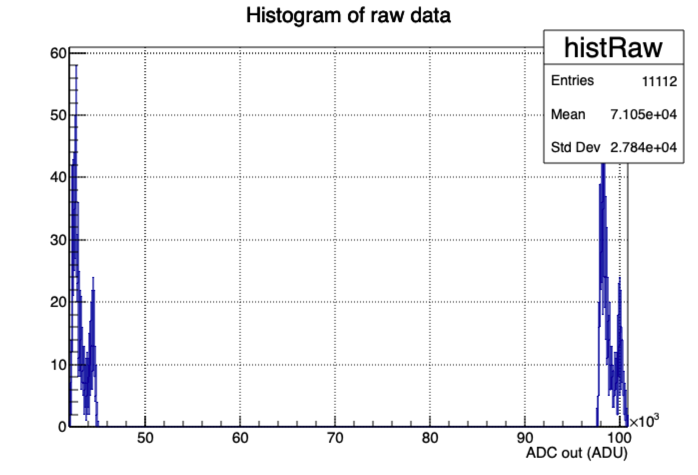 Histogram of raw data
histRaw
Entries 11112
Mean 7.105e+04
Std Dev 2.784e+04
60
50
40
30
20
10
0
50 60 70 80 90 100
×10³
ADC out (ADU)